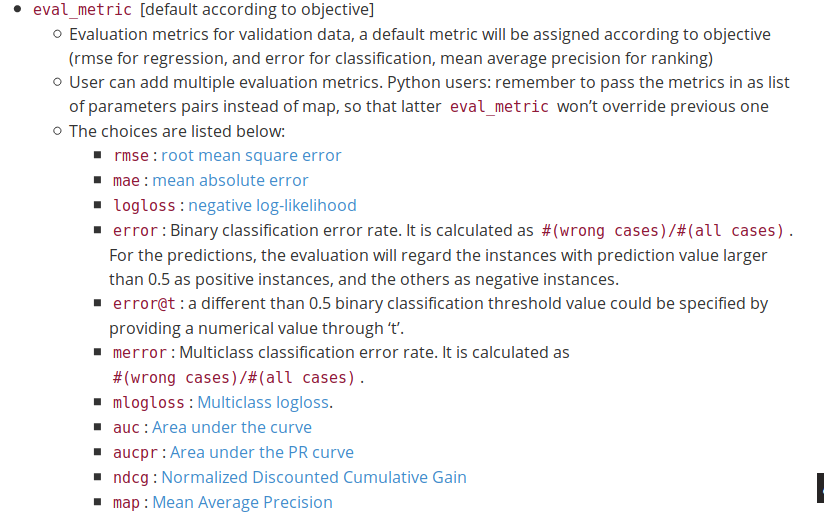 eval_metric [default according to objective]
Evaluation metrics for validation data, a default metric will be assigned according to objective
(rmse for regression, and error for classification, mean average precision for ranking)
User can add multiple evaluation metrics. Python users: remember to pass the metrics in as list
of parameters pairs instead of map, so that latter eval_metric won’t override previous one
The choices are listed below:
rmse : root mean square error
mae : mean absolute error
logloss : negative log-likelihood
error : Binary classification error rate. It is calculated as #(wrong cases)/#(all cases) .
For the predictions, the evaluation will regard the instances with prediction value larger
than 0.5 as positive instances, and the others as negative instances.
error@t : a different than 0.5 binary classification threshold value could be specified by
providing a numerical value through ‘t’.
merror : Multiclass classification error rate. It is calculated as
#(wrong cases)/#(all cases) .
mlogloss : Multiclass logloss.
auc : Area under the curve
aucpr : Area under the PR curve
ndcg : Normalized Discounted Cumulative Gain
map : Mean Average Precision